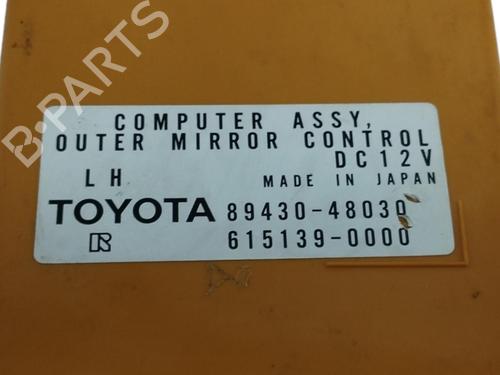 B-PARTS
COMPUTER ASSY,
OUTER MIRROR CONTROL
DC12V
LH
MADE IN JAPAN
TOYOTA 89430-48030
R 615139-0000